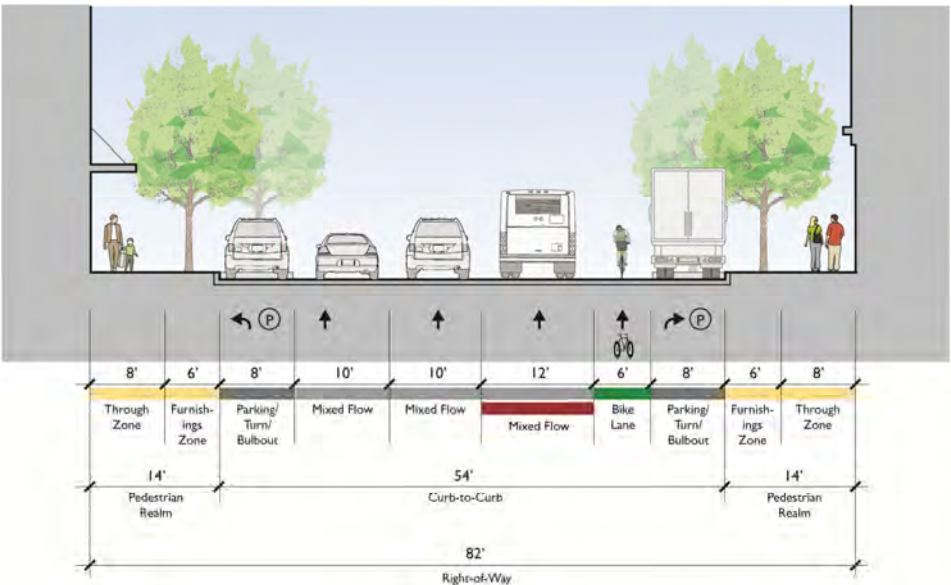 P P
8' 6' 8' 10' 10' 12' 6' 8' 6' 8'
Through
Zone
Furnish-
ings
Zone
Parking/
Turn/
Bulbout
Mixed Flow
Mixed Flow
Mixed Flow
Bike
Lane
Parking/
Turn/
Bulbout
Furnish-
ings
Zone
Through
Zone
14' 54' 14'
Pedestrian
Realm
Curb-to-Curb
Pedestrian
Realm
82'
Right-of-Way